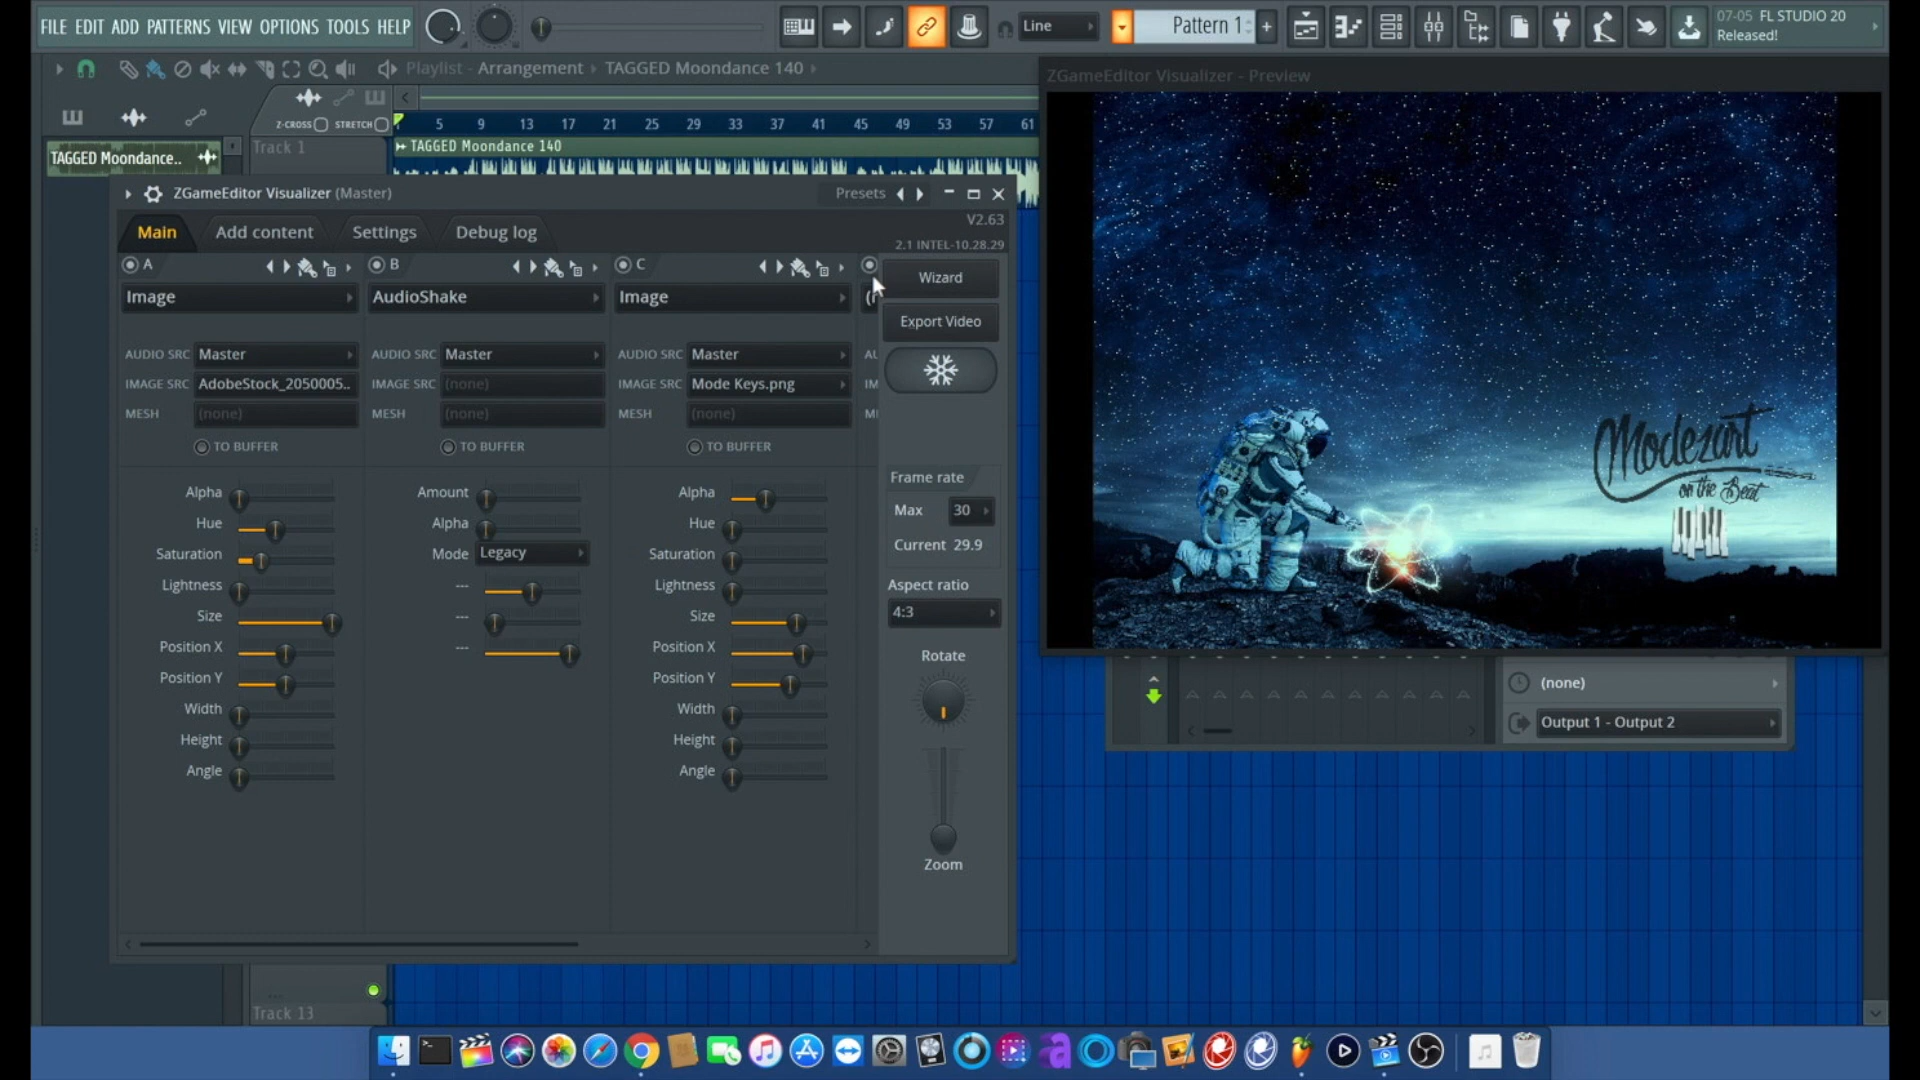 FILE EDIT ADD PATTERNS VIEW OPTIONS TOOLS HELP
Line
Pattern 1
07-05 FL STUDIO 20
Released!
Playlist - Arrangement TAGGED Moondance 140
ZGameEditor Visualizer - Preview
Z-CROSS STRETCH
5 9 13 17 21 25 29 33 37 41 45 49 53 57 61
TAGGED Moondance..
Track 1
TAGGED Moondance 140
ZGameEditor Visualizer (Master)
Presets
Main Add content Settings Debug log
V2.63
2.1 INTEL-10.28.29
A B C
Wizard
Image AudioShake Image
Export Video
AUDIO SRC Master AUDIO SRC Master AUDIO SRC Master
IMAGE SRC AdobeStock_2050005.. IMAGE SRC (none) IMAGE SRC Mode Keys.png
MESH (none) MESH (none) MESH (none)
TO BUFFER TO BUFFER TO BUFFER
Alpha Amount Alpha
Hue Alpha Hue
Saturation Mode Legacy Saturation
Lightness --- Lightness
Size --- Size
Position X --- Position X
Position Y Position Y
Width Width
Height Height
Angle Angle
Frame rate
Max 30
Current 29.9
Aspect ratio
4:3
Rotate
Zoom
Modezart
on the Beat
(none)
Output 1 - Output 2
Track 13